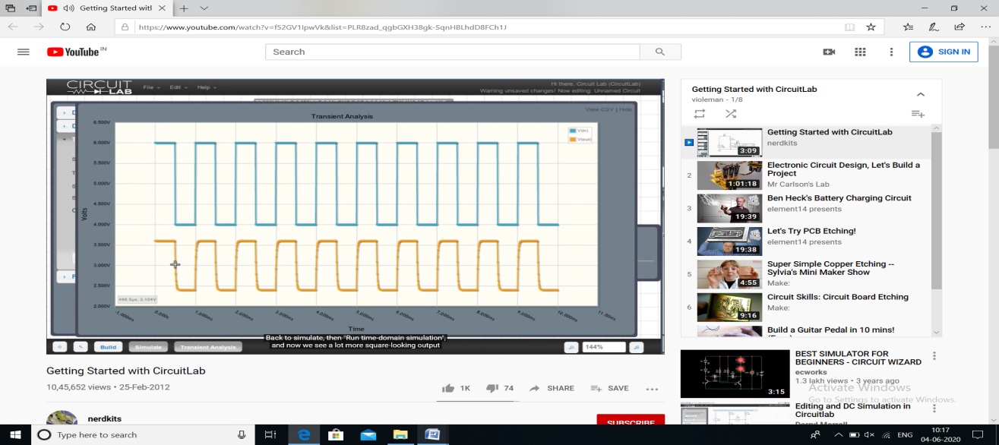 Getting Started witl
https://www.youtube.com/watch?v=f52GV1IpwVk&list=PLR8zad_qgbGXH38gk-SqnHBLhdD8FCh1J
YouTube IN
Search
SIGN IN
CIRCUIT LAB
File Edit Help
Hi there, Circuit Lab (CircuitLab)
Warning unsaved changes! Now editing: Unnamed Circuit
View CSV | Hide
Transient Analysis
V(in)
V(out)
6.500V
6.000V
5.500V
5.000V
4.500V
4.000V
3.500V
3.000V
2.500V
2.000V
Volts
-1.000ms 0.000s 1.000ms 2.000ms 3.000ms 4.000ms 5.000ms 6.000ms 7.000ms 8.000ms 9.000ms 10.000ms 11.000ms
Time
Back to simulate, then "Run time-domain simulation",
and now we see a lot more square-looking output
Build Simulate Transient Analysis 144%
Getting Started with CircuitLab
10,45,652 views • 25-Feb-2012
1K 74 SHARE SAVE
nerdkits
SUBSCRIBE
Getting Started with CircuitLab
violeman - 1/8
Getting Started with CircuitLab
nerdkits
3:09
2
Electronic Circuit Design, Let's Build a
Project
Mr Carlson's Lab
1:01:18
3
Ben Heck's Battery Charging Circuit
element14 presents
19:39
4
Let's Try PCB Etching!
element14 presents
19:38
5
Super Simple Copper Etching --
Sylvia's Mini Maker Show
Make:
4:55
6
Circuit Skills: Circuit Board Etching
Make:
9:16
Build a Guitar Pedal in 10 mins!
BEST SIMULATOR FOR
BEGINNERS - CIRCUIT WIZARD
ecworks
1.3 lakh views • 3 years ago
3:15
Activate Windows
Go to Settings to activate Windows.
Editing and DC Simulation in
Circuitlab
Type here to search
ENG
10:17
04-06-2020